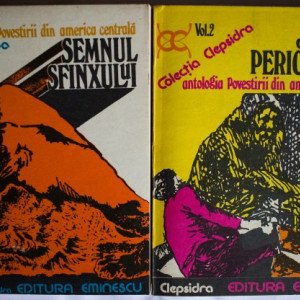 Povestirii din america centrală
SEMNUL
SFINXULUI
EDITURA EMINESCU
Vol.2
Colecția Clepsidra
PERIC
antologia Povestirii din am
Clepsidra EDITURA EM